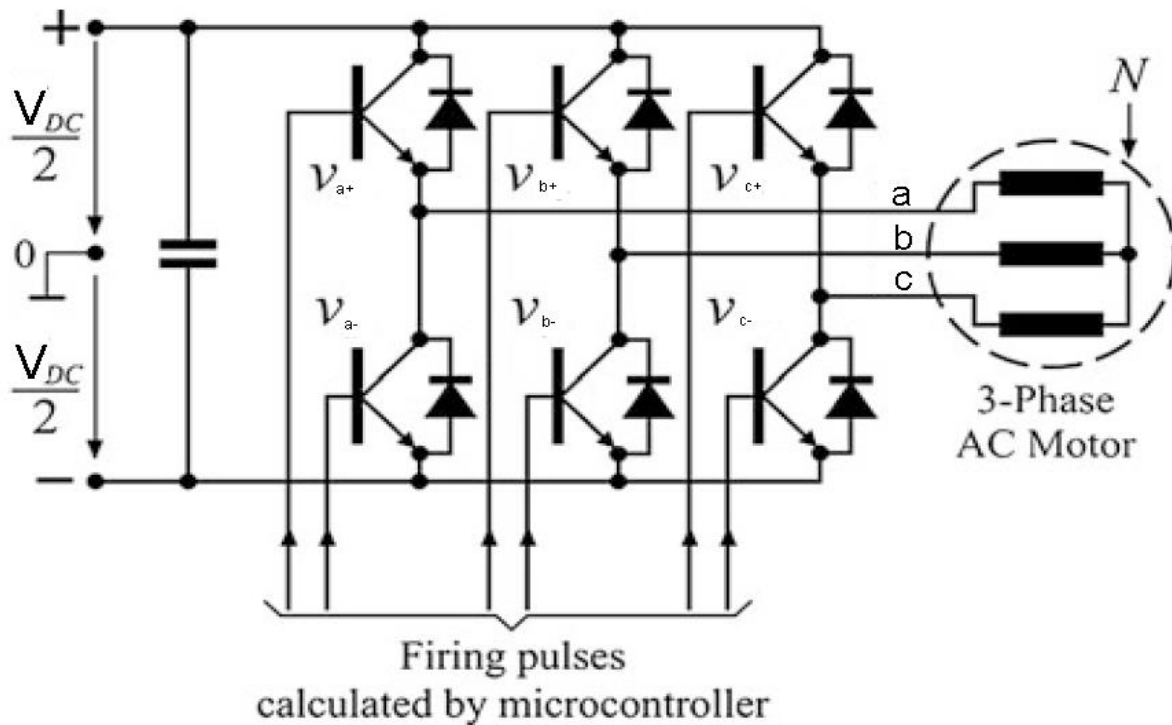 +
V_DC
2
0
V_DC
2
−
v_a+
v_b+
v_c+
v_a-
v_b-
v_c-
a
b
c
N
3-Phase
AC Motor
Firing pulses
calculated by microcontroller